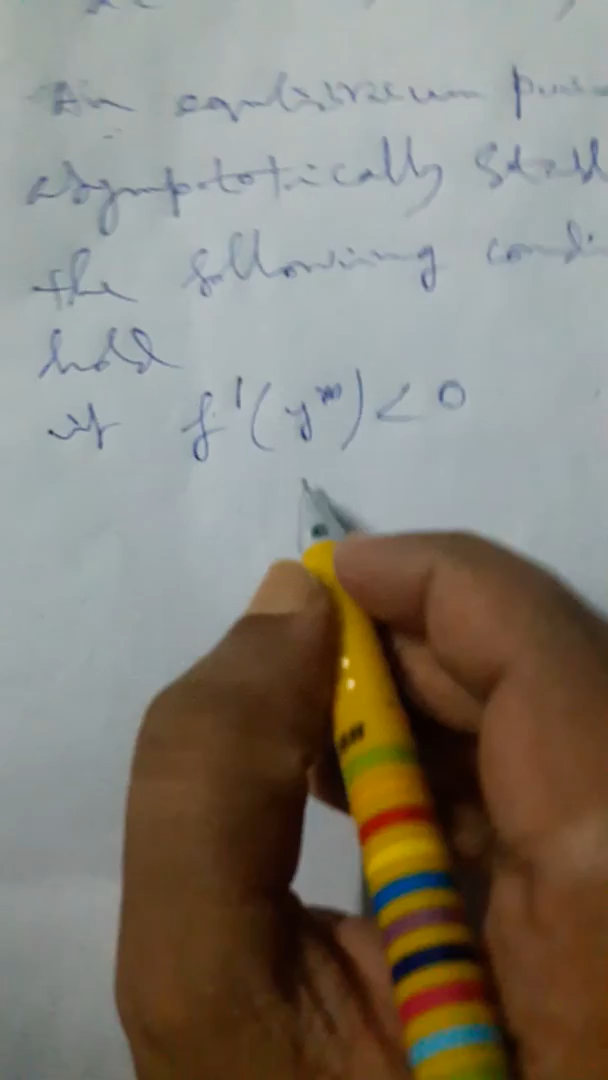 An equilibrium
asymptotically
the following
hold
if f'(y*) < 0